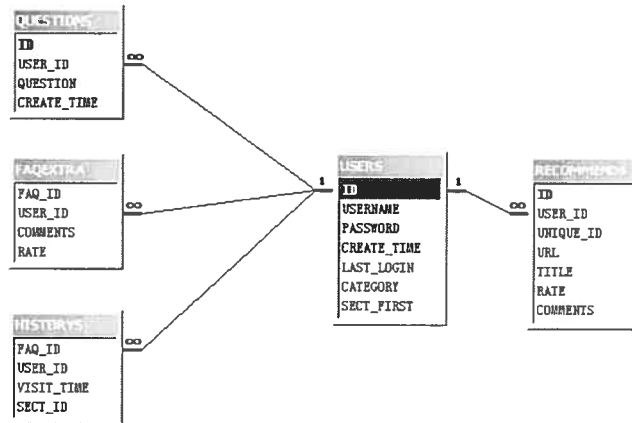 QUESTIONS
ID
USER_ID
QUESTION
CREATE_TIME
∞
FAQEXTRA
FAQ_ID
USER_ID
COMMENTS
RATE
∞
HISTORYS
FAQ_ID
USER_ID
VISIT_TIME
SECT_ID
∞
1
USERS
ID
USERNAME
PASSWORD
CREATE_TIME
LAST_LOGIN
CATEGORY
SECT_FIRST
1
∞
RECOMMENDS
ID
USER_ID
UNIQUE_ID
URL
TITLE
RATE
COMMENTS